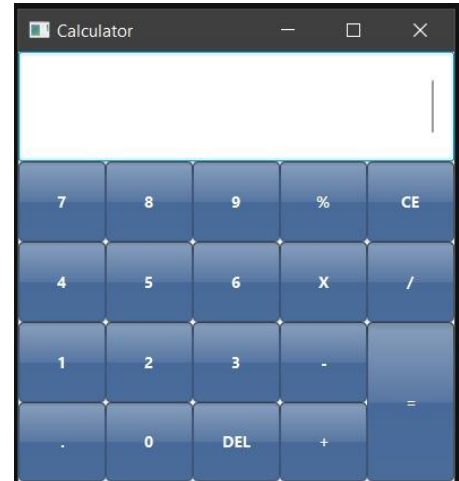 Calculator
7 8 9 % CE
4 5 6 X /
1 2 3 -
=
. 0 DEL +